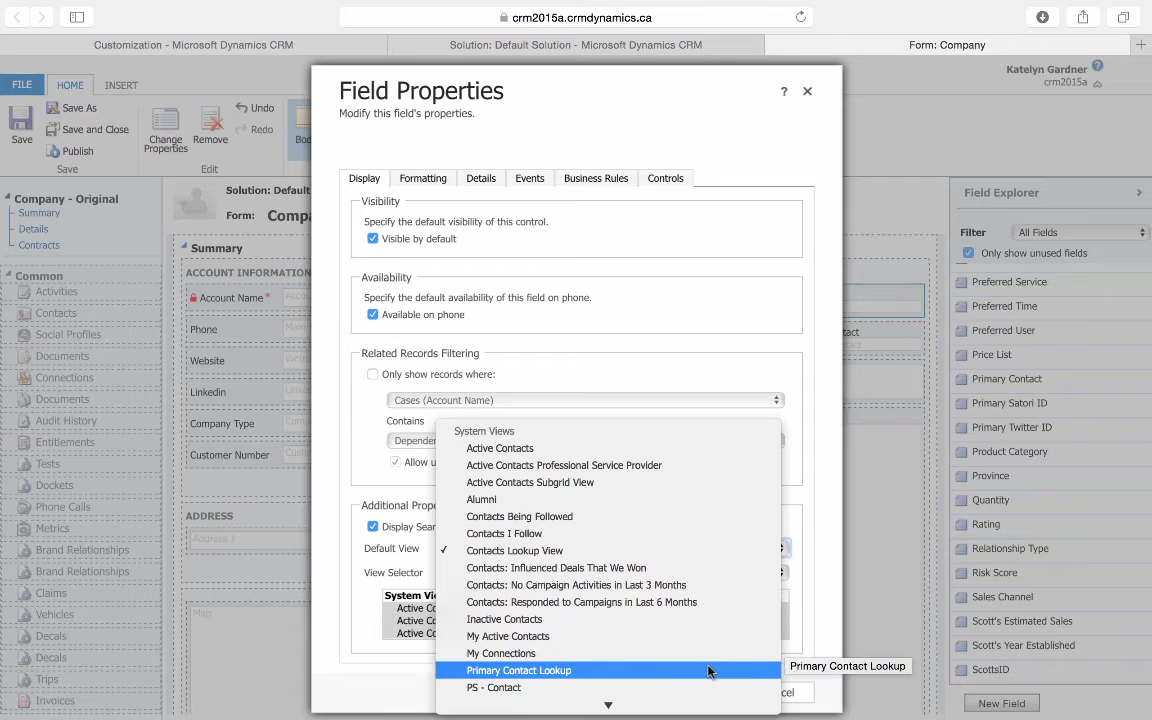 crm2015a.crmdynamics.ca
Customization - Microsoft Dynamics CRM
Solution: Default Solution - Microsoft Dynamics CRM
Form: Company
FILE
HOME
INSERT
Katelyn Gardner
crm2015a
Save
Save As
Save and Close
Publish
Save
Change Properties
Remove
Undo
Redo
Edit
Company - Original
Summary
Details
Contracts
Common
Activities
Contacts
Social Profiles
Documents
Connections
Documents
Audit History
Entitlements
Tests
Dockets
Phone Calls
Metrics
Brand Relationships
Brand Relationships
Claims
Vehicles
Decals
Decals
Trips
Invoices
Solution: Default
Form:
Summary
ACCOUNT INFORMATION
Account Name *
Phone
Website
Linkedin
Company Type
Customer Number
ADDRESS
Address 1
Map
Field Properties
Modify this field's properties.
?
Display
Formatting
Details
Events
Business Rules
Controls
Visibility
Specify the default visibility of this control.
Visible by default
Availability
Specify the default availability of this field on phone.
Available on phone
Related Records Filtering
Only show records where:
Cases (Account Name)
Contains
Allow
Default View
View Selector
System Views
Active Contacts
Active Contacts Professional Service Provider
Active Contacts Subgrid View
Alumni
Contacts Being Followed
Contacts I Follow
✓ Contacts Lookup View
Contacts: Influenced Deals That We Won
Contacts: No Campaign Activities in Last 3 Months
Contacts: Responded to Campaigns in Last 6 Months
Inactive Contacts
My Active Contacts
My Connections
Primary Contact Lookup
PS - Contact
Primary Contact Lookup
Field Explorer
Filter
All Fields
Only show unused fields
Preferred Service
Preferred Time
Preferred User
Price List
Primary Contact
Primary Satori ID
Primary Twitter ID
Product Category
Province
Quantity
Rating
Relationship Type
Risk Score
Sales Channel
Scott's Estimated Sales
Scott's Year Established
ScottsID
New Field